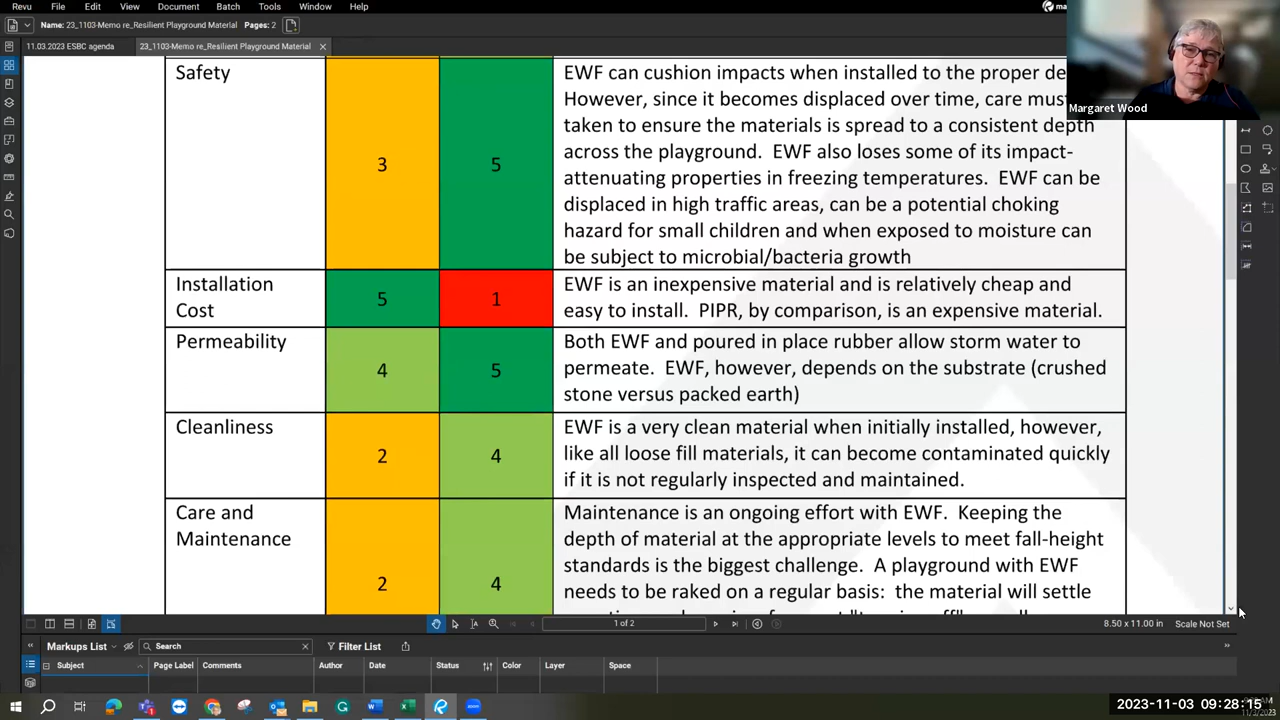 Revu File Edit View Document Batch Tools Window Help
Name: 23_1103-Memo re_Resilient Playground Material Pages: 2
11.03.2023 ESBC agenda
23_1103-Memo re_Resilient Playground Material
Margaret Wood
Safety
3
5
EWF can cushion impacts when installed to the proper de
However, since it becomes displaced over time, care mus
taken to ensure the materials is spread to a consistent depth
across the playground. EWF also loses some of its impact-
attenuating properties in freezing temperatures. EWF can be
displaced in high traffic areas, can be a potential choking
hazard for small children and when exposed to moisture can
be subject to microbial/bacteria growth
Installation
Cost
5
1
EWF is an inexpensive material and is relatively cheap and
easy to install. PIPR, by comparison, is an expensive material.
Permeability
4
5
Both EWF and poured in place rubber allow storm water to
permeate. EWF, however, depends on the substrate (crushed
stone versus packed earth)
Cleanliness
2
4
EWF is a very clean material when initially installed, however,
like all loose fill materials, it can become contaminated quickly
if it is not regularly inspected and maintained.
Care and
Maintenance
2
4
Maintenance is an ongoing effort with EWF. Keeping the
depth of material at the appropriate levels to meet fall-height
standards is the biggest challenge. A playground with EWF
needs to be raked on a regular basis: the material will settle
1 of 2
8.50 x 11.00 in Scale Not Set
Markups List
Search
Filter List
Subject Page Label Comments Author Date Status Color Layer Space
2023-11-03 09:28:15